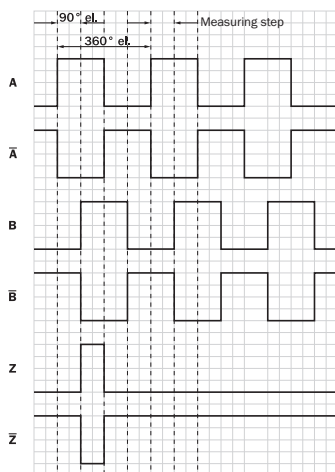 90° el.
Measuring step
360° el.
A
A̅
B
B̅
Z
Z̅